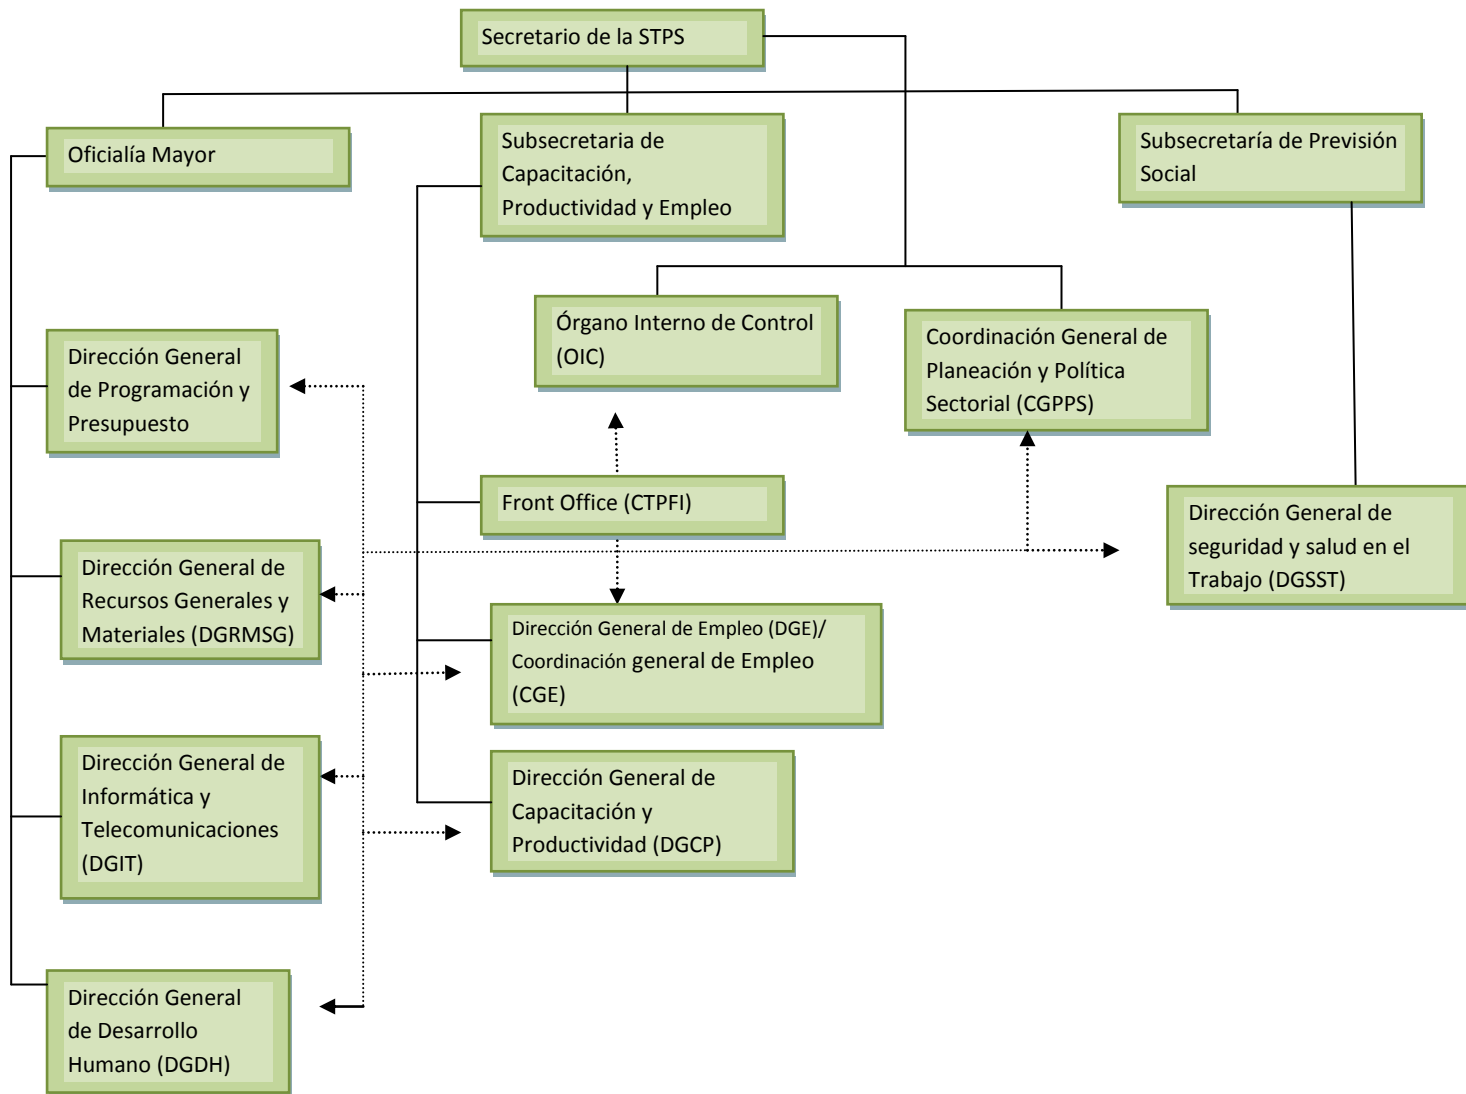 Secretario de la STPS
Oficialía Mayor
Subsecretaria de
Capacitación,
Productividad y Empleo
Subsecretaría de Previsión
Social
Órgano Interno de Control
(OIC)
Coordinación General de
Planeación y Política
Sectorial (CGPPS)
Dirección General
de Programación y
Presupuesto
Front Office (CTPFI)
Dirección General de
seguridad y salud en el
Trabajo (DGSST)
Dirección General de
Recursos Generales y
Materiales (DGRMSG)
Dirección General de Empleo (DGE)/
Coordinación general de Empleo
(CGE)
Dirección General de
Informática y
Telecomunicaciones
(DGIT)
Dirección General de
Capacitación y
Productividad (DGCP)
Dirección General
de Desarrollo
Humano (DGDH)